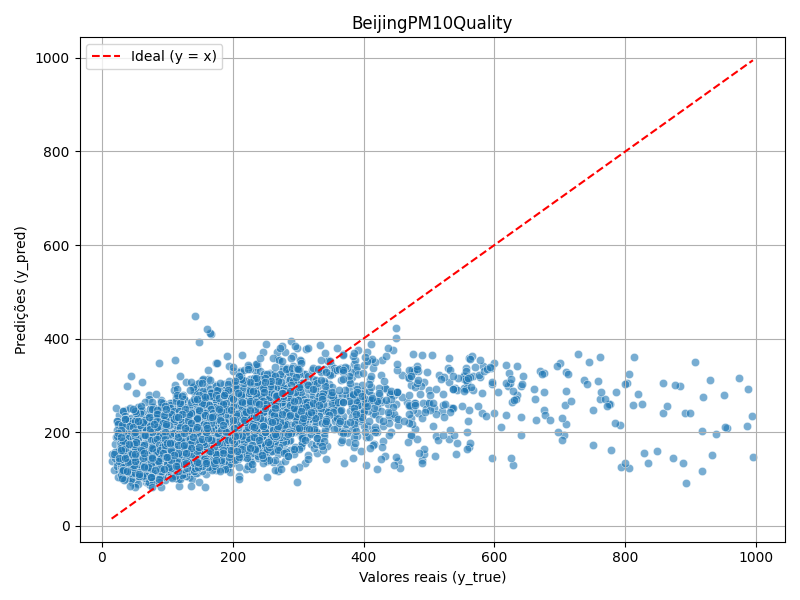 BeijingPM10Quality
Ideal (y = x)
1000
800
600
400
200
0
Predições (y_pred)
0 200 400 600 800 1000
Valores reais (y_true)